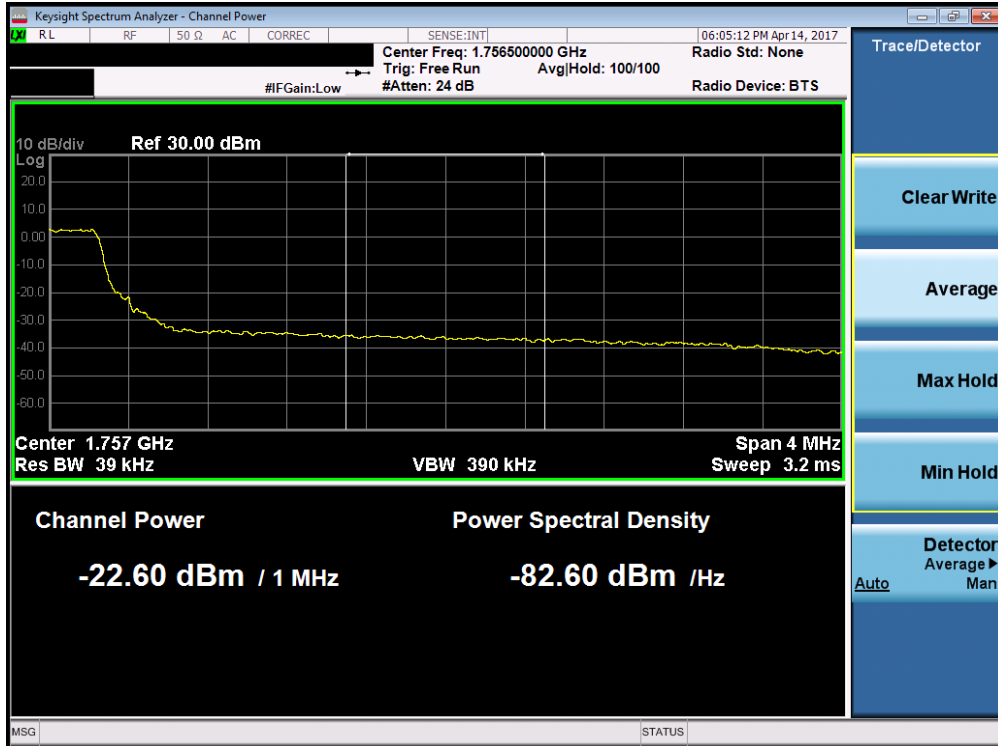 Keysight Spectrum Analyzer - Channel Power
LXI RL RF 50 Ω AC CORREC SENSE:INT 06:05:12 PM Apr 14, 2017
Center Freq: 1.756500000 GHz Radio Std: None
Trig: Free Run Avg|Hold: 100/100
#IFGain:Low #Atten: 24 dB Radio Device: BTS
10 dB/div Ref 30.00 dBm
Log
20.0
10.0
0.00
-10.0
-20.0
-30.0
-40.0
-50.0
-60.0
Center 1.757 GHz Span 4 MHz
Res BW 39 kHz VBW 390 kHz Sweep 3.2 ms
Channel Power Power Spectral Density
-22.60 dBm / 1 MHz -82.60 dBm /Hz
MSG STATUS
Trace/Detector
Clear Write
Average
Max Hold
Min Hold
Detector
Average
Auto Man